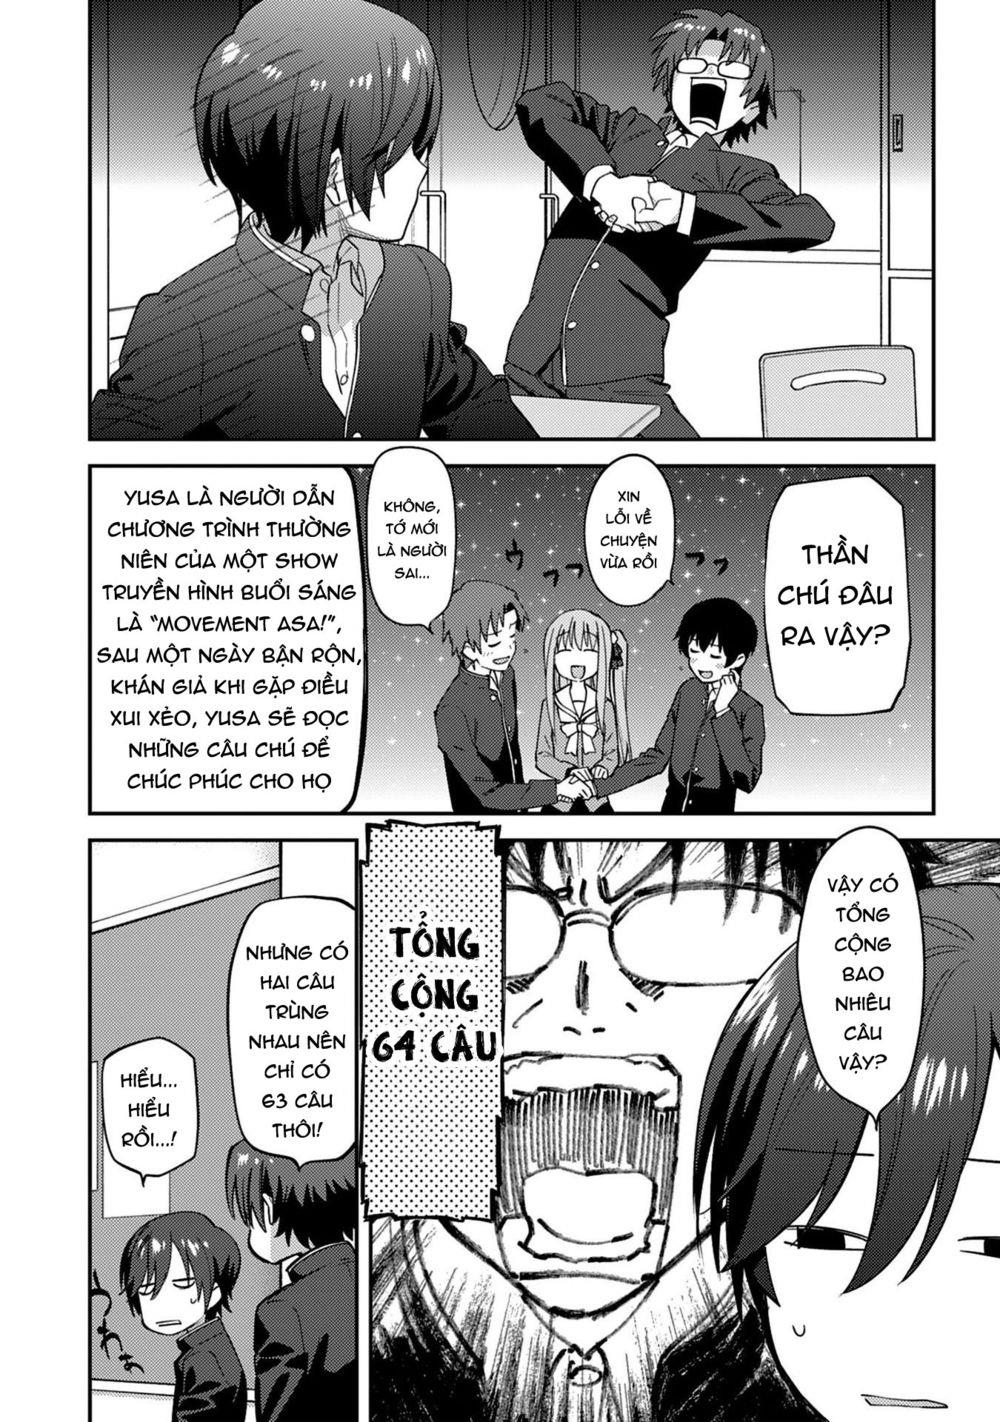 THẦN
CHÚ ĐÂU
RA VẬY?
XIN
LỖI VỀ
CHUYỆN
VỪA RỒI
KHÔNG,
TỚ MỚI
LÀ NGƯỜI
SAI...
ウフフフ
YUSA LÀ NGƯỜI DẪN
CHƯƠNG TRÌNH THƯỜNG
NIÊN CỦA MỘT SHOW
TRUYỀN HÌNH BUỔI SÁNG
LÀ “MOVEMENT ASA!”,
SAU MỘT NGÀY BẬN RỘN,
KHÁN GIẢ KHI GẶP ĐIỀU
XUI XẺO, YUSA SẼ ĐỌC
NHỮNG CÂU CHÚ ĐỂ
CHÚC PHÚC CHO HỌ
VẬY CÓ
TỔNG
CỘNG
BAO
NHIÊU
CÂU
VẬY?
TỔNG
CỘNG
64 CÂU
NHƯNG CÓ
HAI CÂU
TRÙNG
NHAU NÊN
CHỈ CÓ
63 CÂU
THÔI!
HIỂU...
HIỂU
RỒI...!